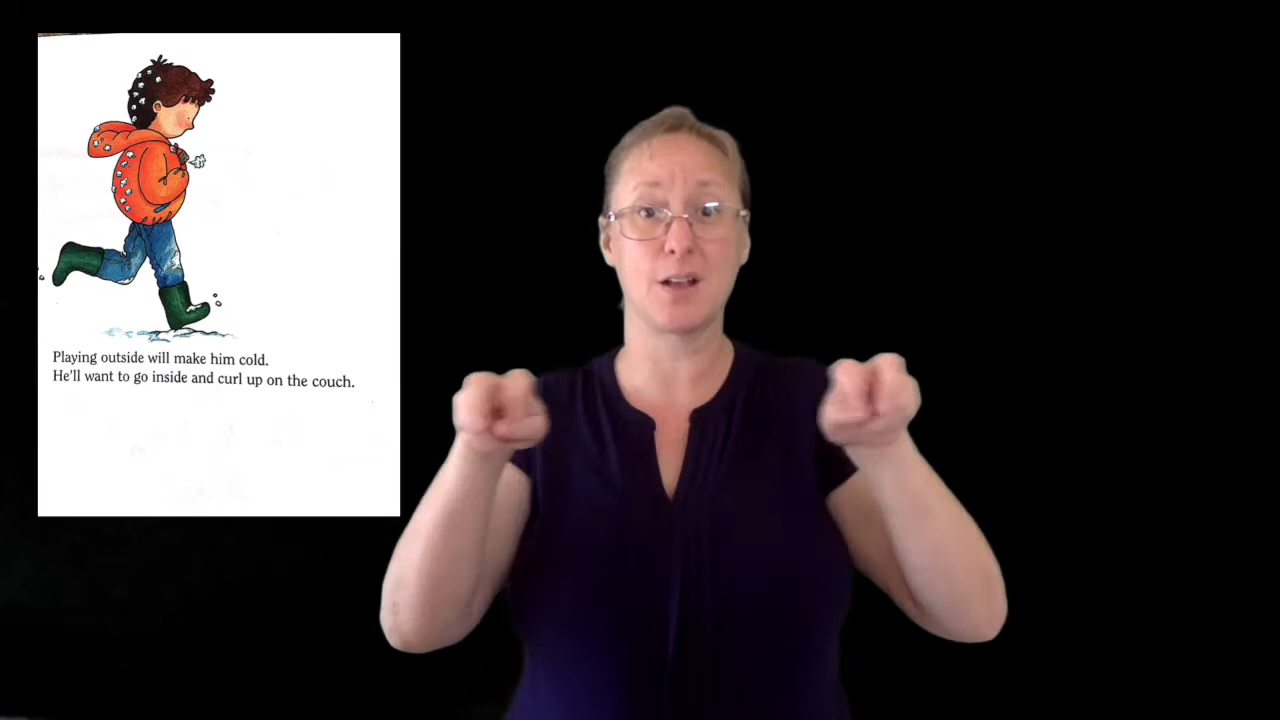 Playing outside will make him cold.
He'll want to go inside and curl up on the couch.